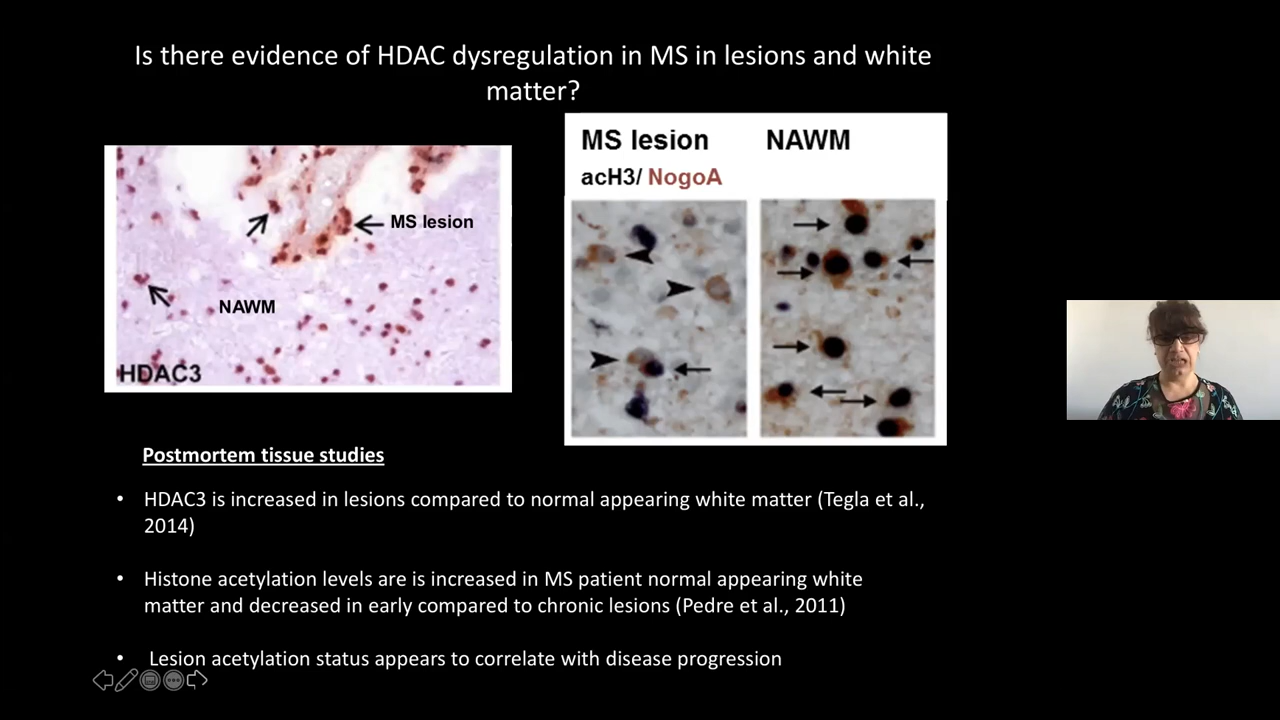 Is there evidence of HDAC dysregulation in MS in lesions and white
matter?
MS lesion
NAWM
HDAC3
MS lesion NAWM
acH3/ NogoA
Postmortem tissue studies
• HDAC3 is increased in lesions compared to normal appearing white matter (Tegla et al.,
2014)
• Histone acetylation levels are is increased in MS patient normal appearing white
matter and decreased in early compared to chronic lesions (Pedre et al., 2011)
• Lesion acetylation status appears to correlate with disease progression